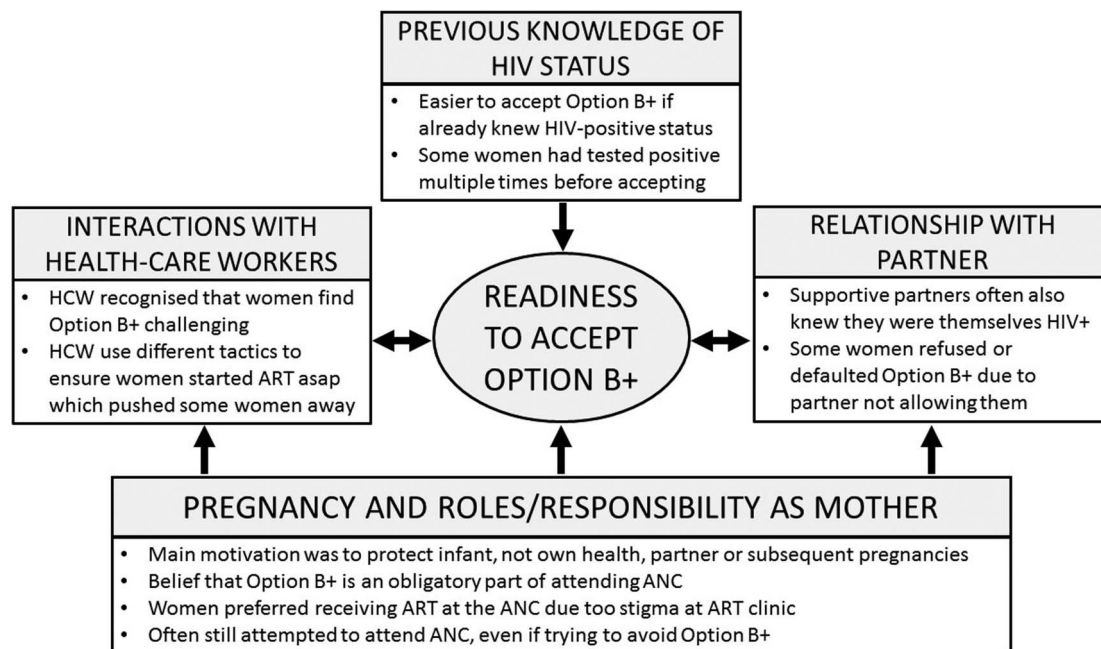 PREVIOUS KNOWLEDGE OF
HIV STATUS
• Easier to accept Option B+ if
already knew HIV-positive status
• Some women had tested positive
multiple times before accepting
INTERACTIONS WITH
HEALTH-CARE WORKERS
• HCW recognised that women find
Option B+ challenging
• HCW use different tactics to
ensure women started ART asap
which pushed some women away
READINESS
TO ACCEPT
OPTION B+
RELATIONSHIP WITH
PARTNER
• Supportive partners often also
knew they were themselves HIV+
• Some women refused or
defaulted Option B+ due to
partner not allowing them
PREGNANCY AND ROLES/RESPONSIBILITY AS MOTHER
• Main motivation was to protect infant, not own health, partner or subsequent pregnancies
• Belief that Option B+ is an obligatory part of attending ANC
• Women preferred receiving ART at the ANC due too stigma at ART clinic
• Often still attempted to attend ANC, even if trying to avoid Option B+